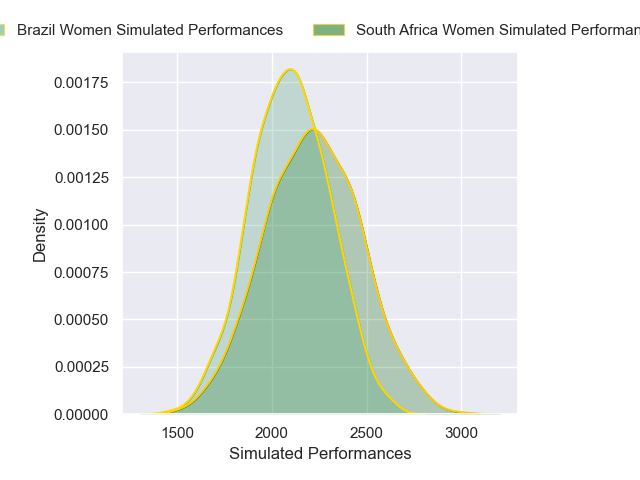 Brazil Women Simulated Performances
South Africa Women Simulated
0.00175
0.00150
0.00125
0.00100
0.00075
0.00050
0.00025
0.00000
Density
1500 2000 2500 3000
Simulated Performances